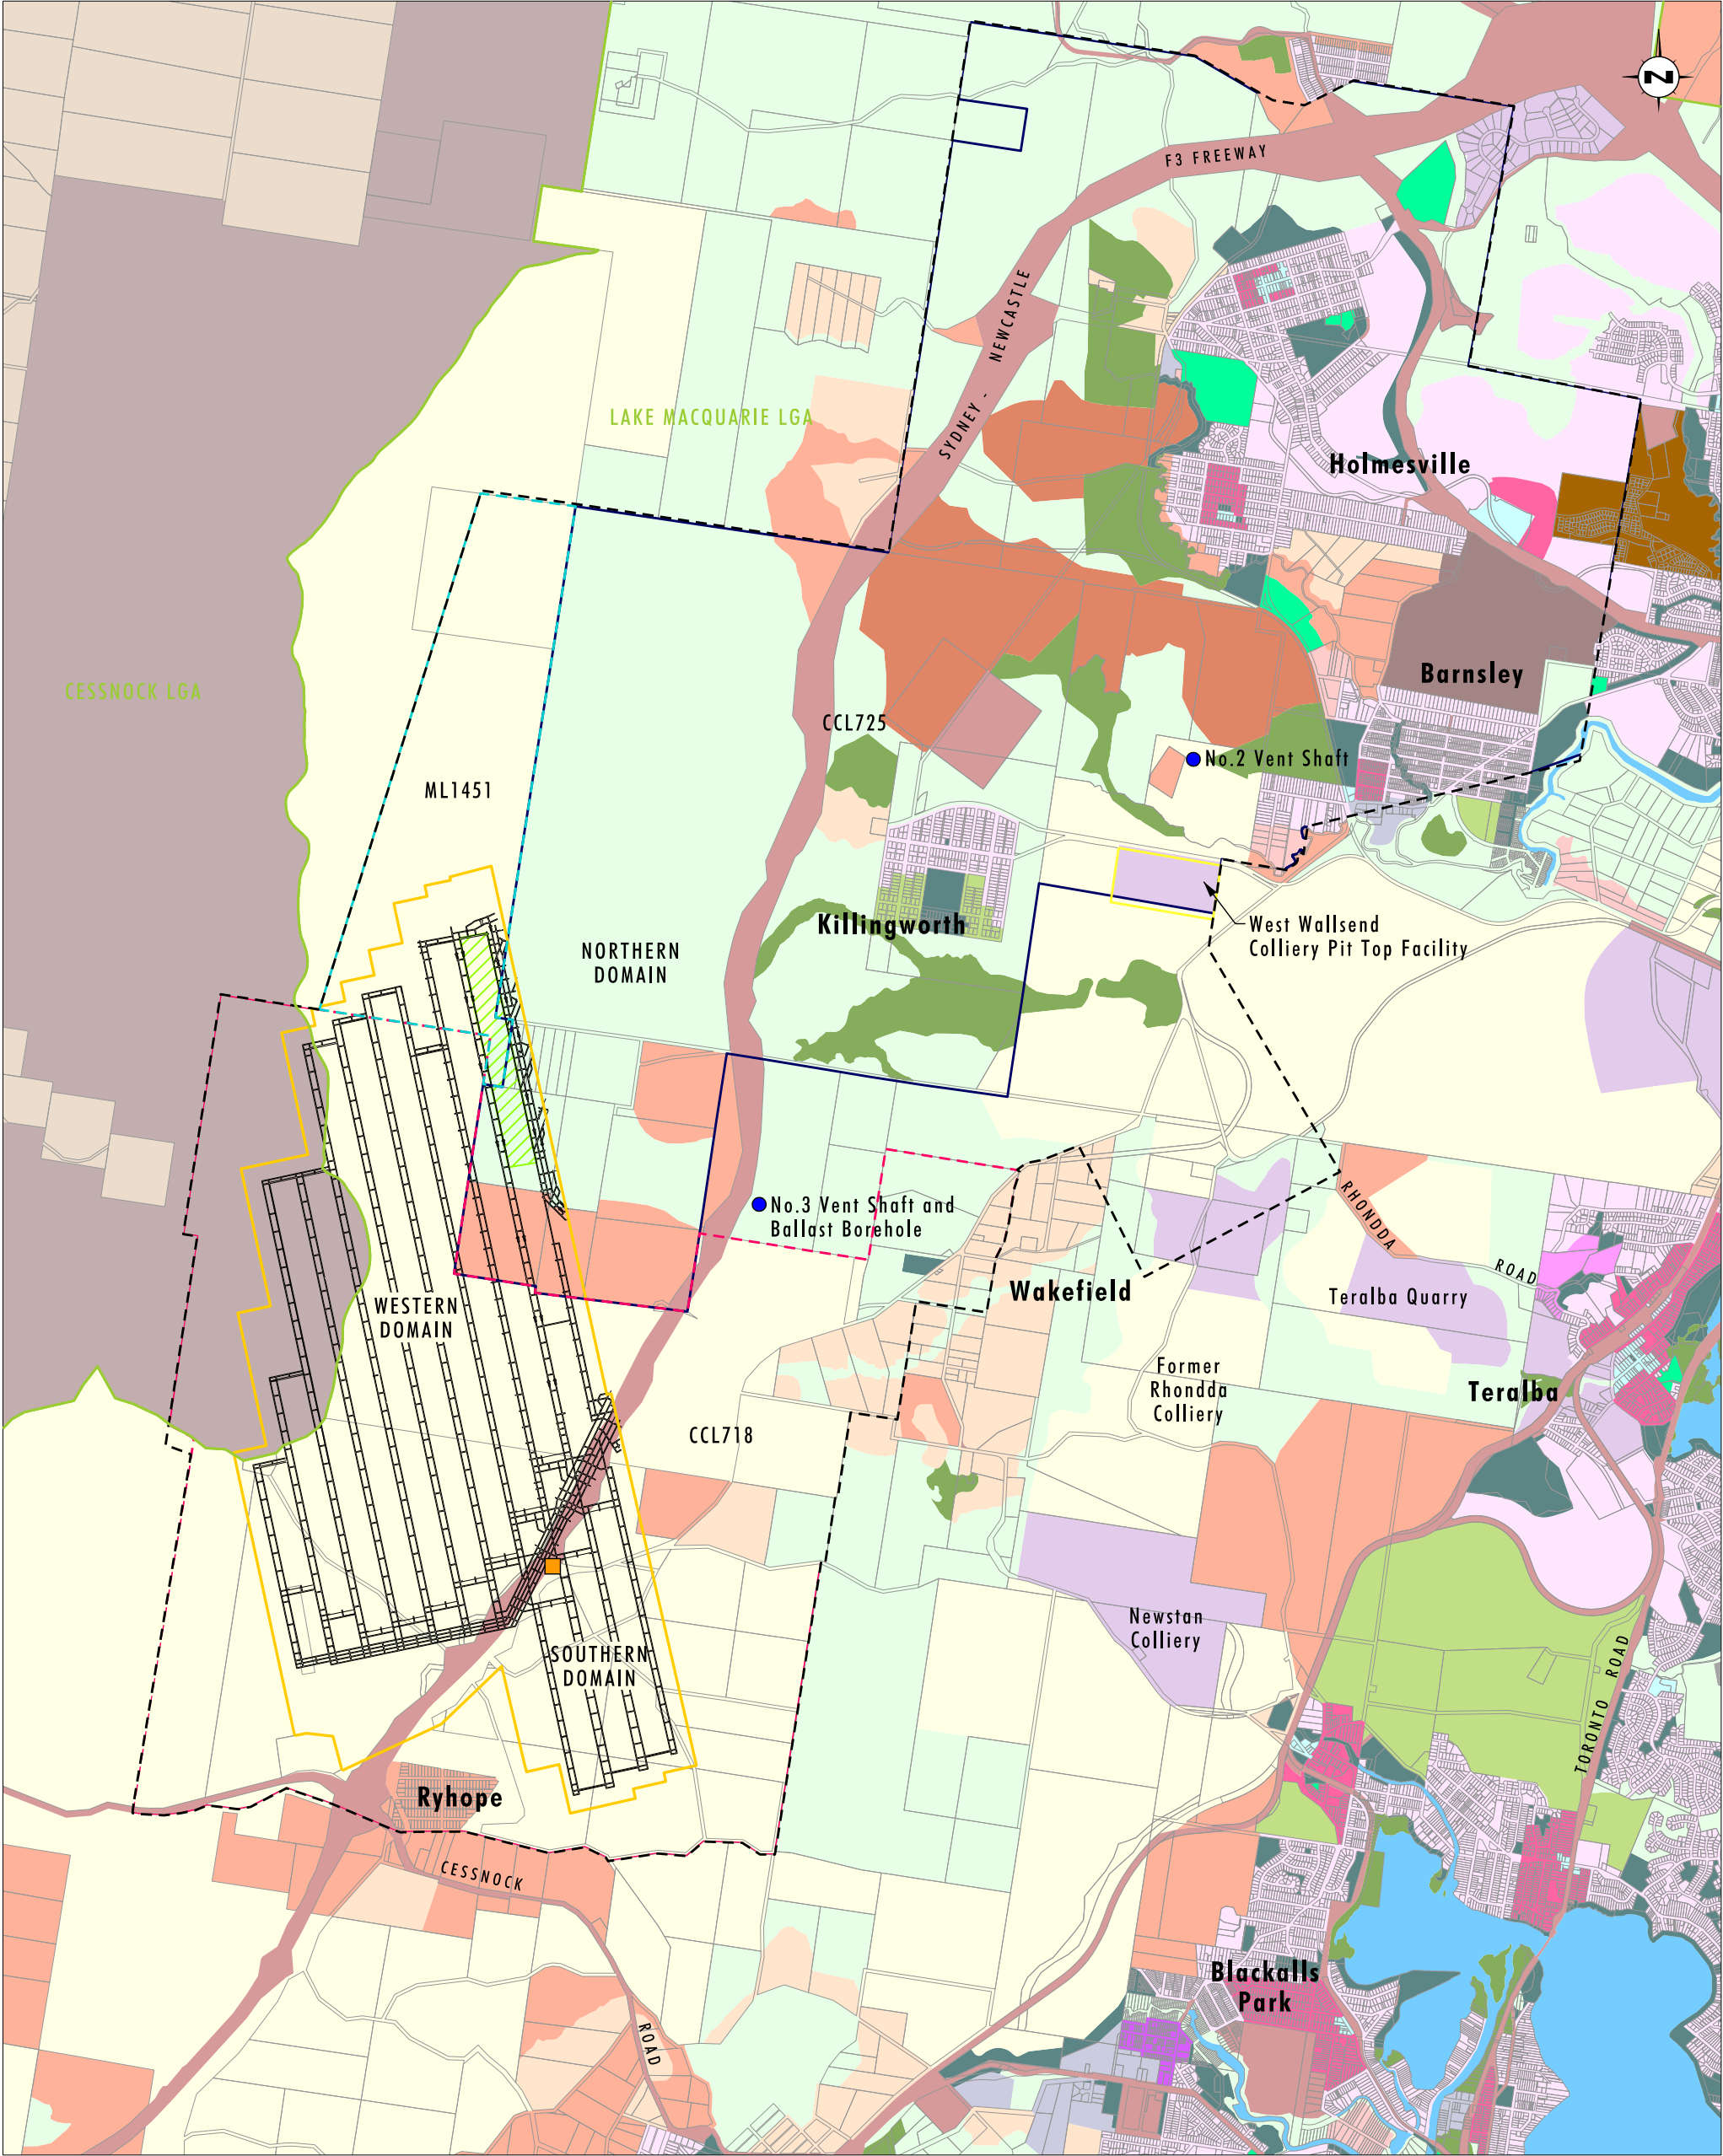 N
F3 FREEWAY
NEWCASTLE
SYDNEY -
LAKE MACQUARIE LGA
Holmesville
CESSNOCK LGA
Barnsley
CCL725
No.2 Vent Shaft
ML1451
Killingworth
West Wallsend
Colliery Pit Top Facility
NORTHERN
DOMAIN
No.3 Vent Shaft and
Ballast Borehole
RHONDDA
ROAD
Wakefield
Teralba Quarry
WESTERN
DOMAIN
Former
Rhondda
Colliery
Teralba
CCL718
Newstan
Colliery
SOUTHERN
DOMAIN
TORONTO ROAD
Ryhope
CESSNOCK
ROAD
Blackalls
Park